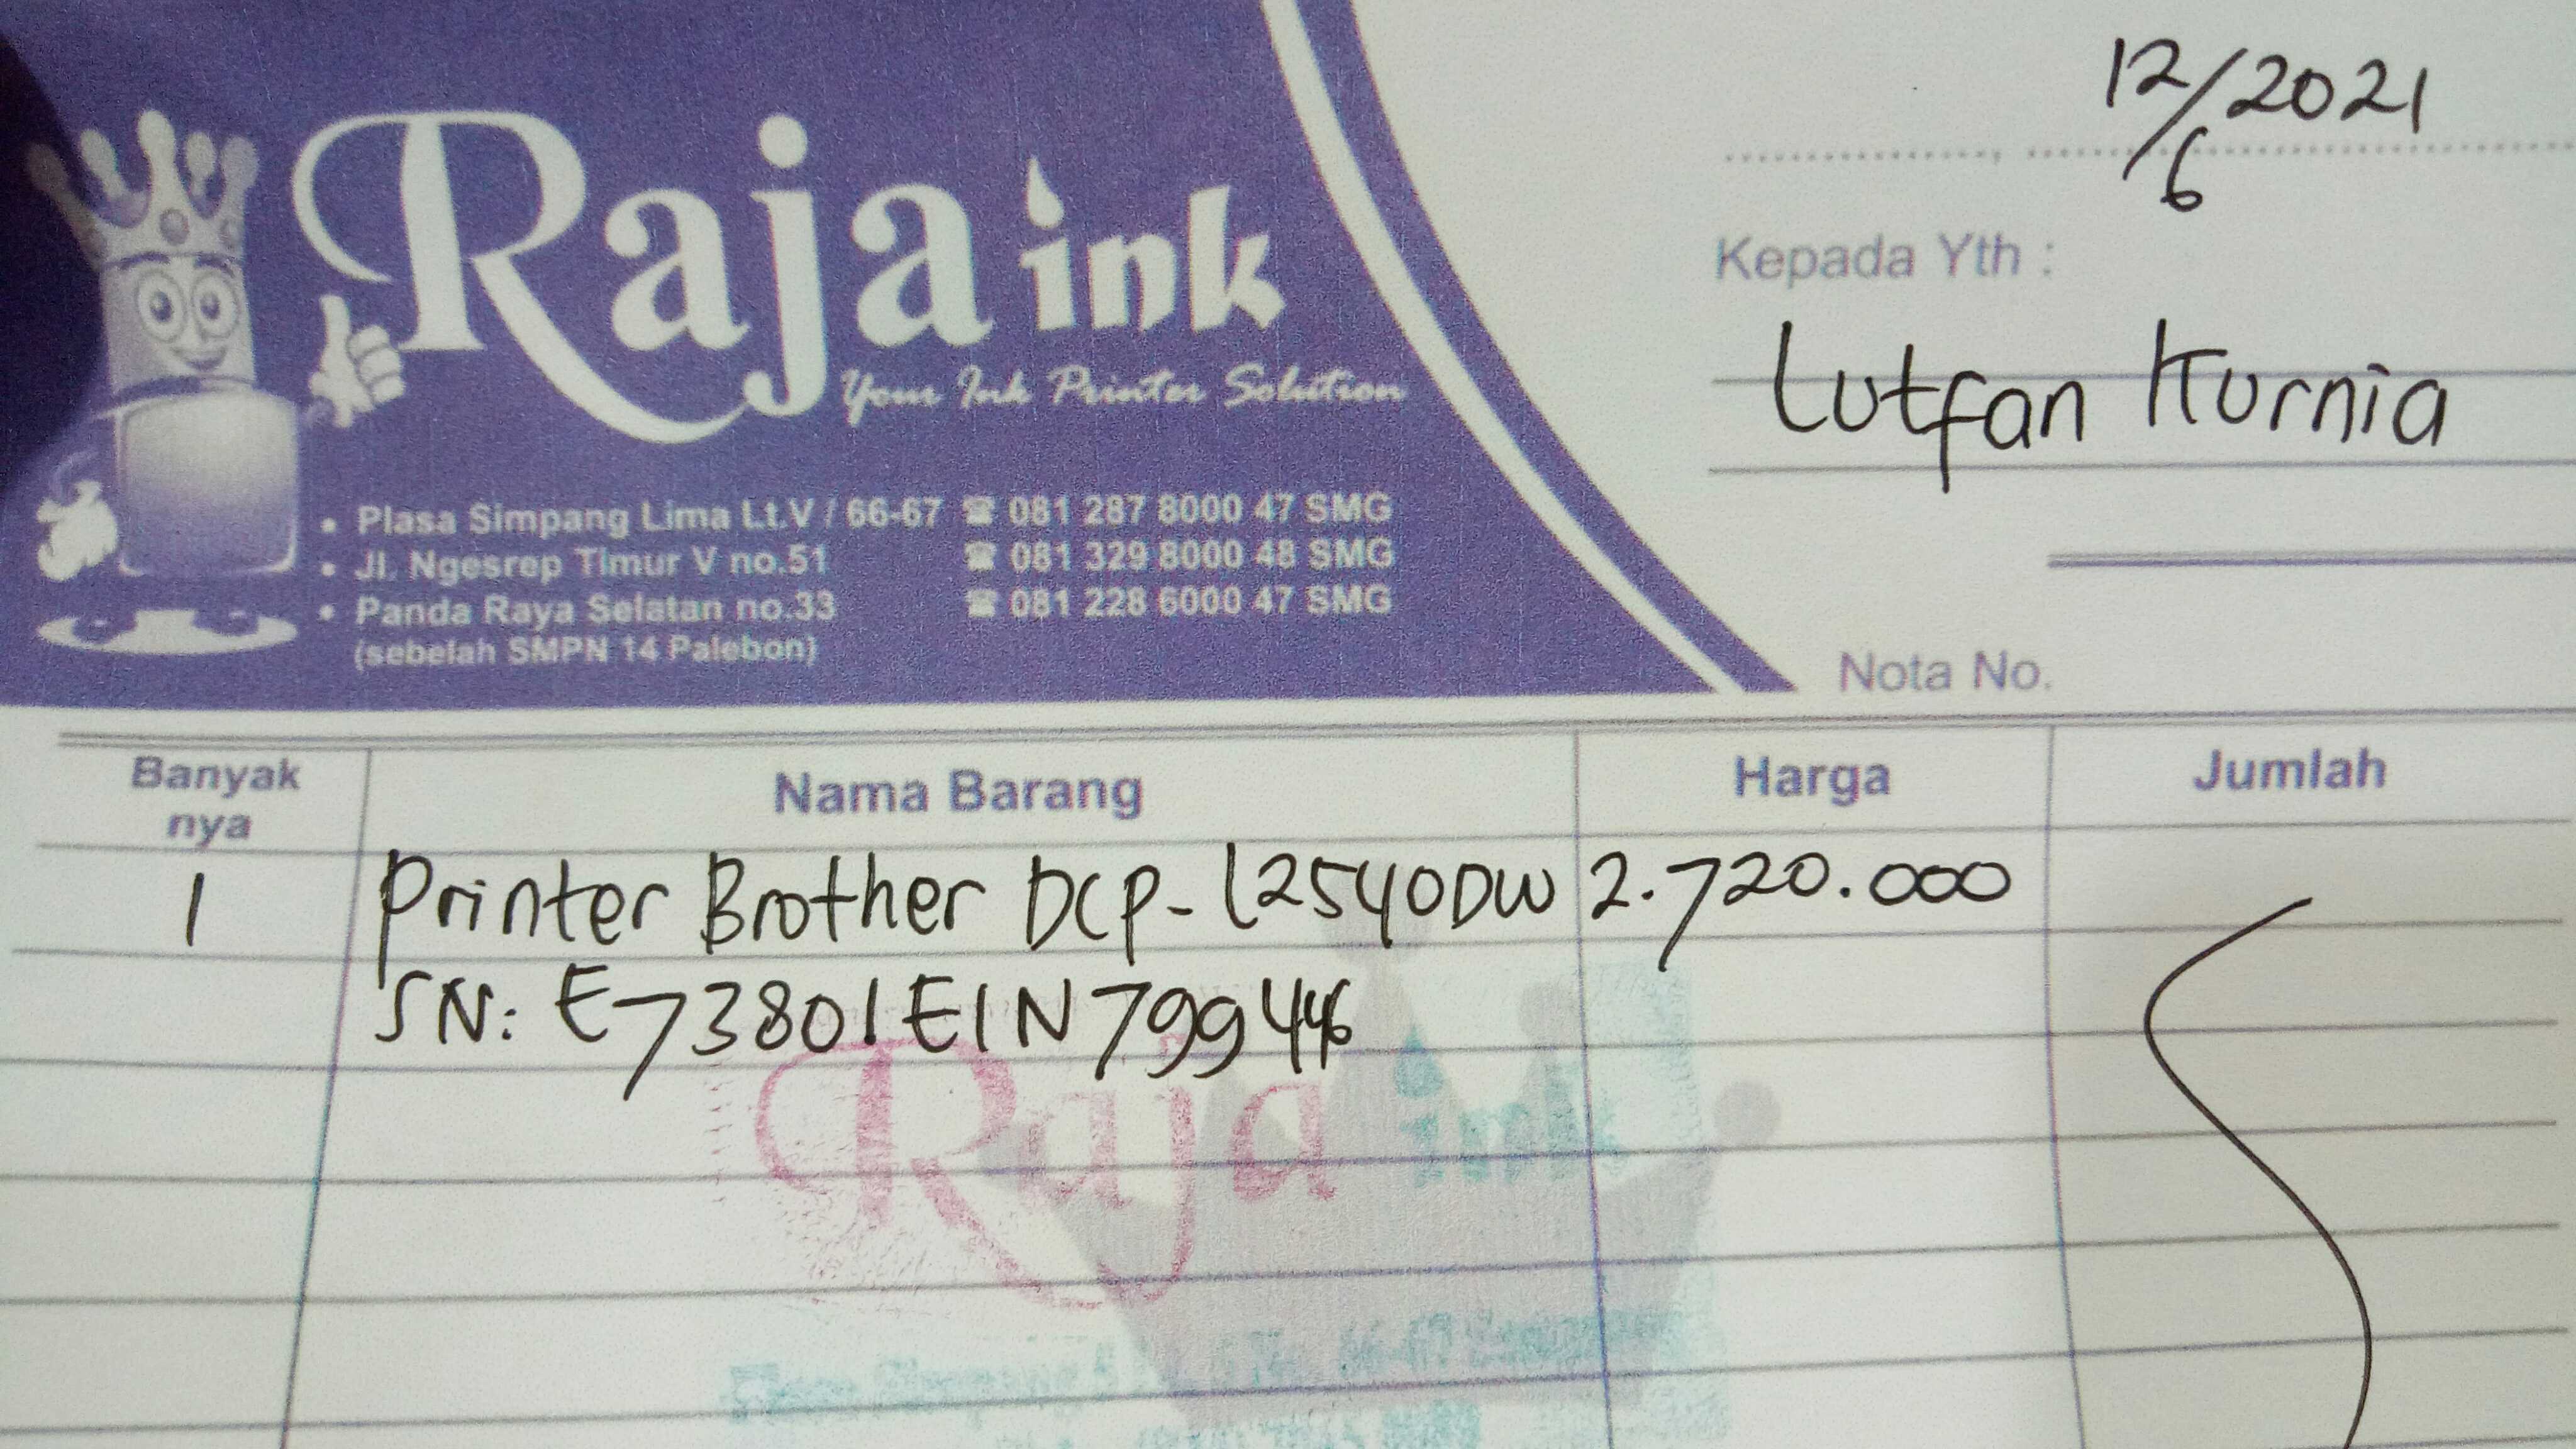 12/6 2021
Raja ink
Your Ink Printer Solution
Kepada Yth :
Lutfan Kurnia
• Plasa Simpang Lima Lt.V / 66-67 ☎ 081 287 8000 47 SMG
• Jl. Ngesrep Timur V no.51 ☎ 081 329 8000 48 SMG
• Panda Raya Selatan no.33 ☎ 081 228 6000 47 SMG
(sebelah SMPN 14 Palebon)
Nota No.
Banyak nya Nama Barang Harga Jumlah
1 Printer Brother DCP-L2540DW 2.720.000
SN: E73801E1N799446
Raja Ink